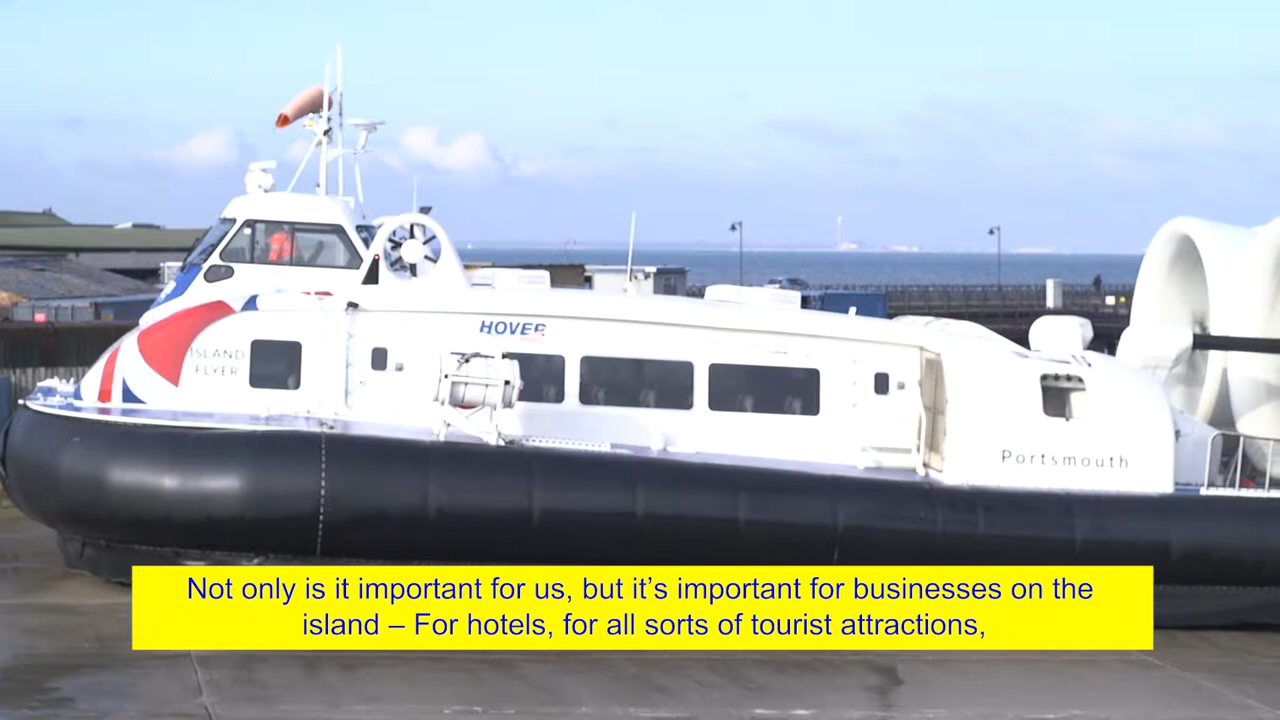 HOVER
ISLAND
FLYER
Portsmouth
Not only is it important for us, but it’s important for businesses on the
island – For hotels, for all sorts of tourist attractions,